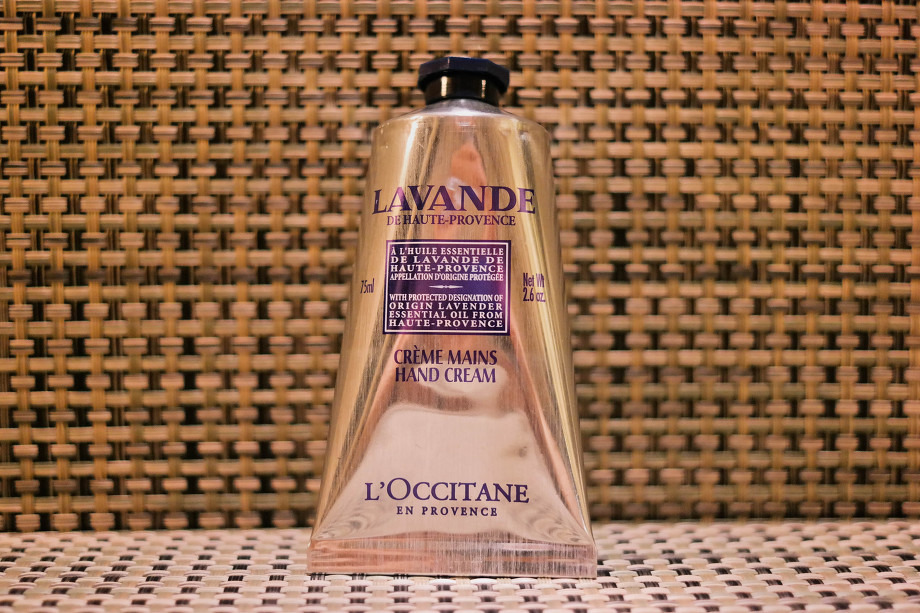 LAVANDE
DE HAUTE-PROVENCE
À L'HUILE ESSENTIELLE
DE LAVANDE DE
HAUTE-PROVENCE
APPELLATION D'ORIGINE PROTÉGÉE
WITH PROTECTED DESIGNATION OF
ORIGIN LAVENDER
ESSENTIAL OIL FROM
HAUTE-PROVENCE
75ml
Net Wt
2.6 oz.
CRÈME MAINS
HAND CREAM
L'OCCITANE
EN PROVENCE